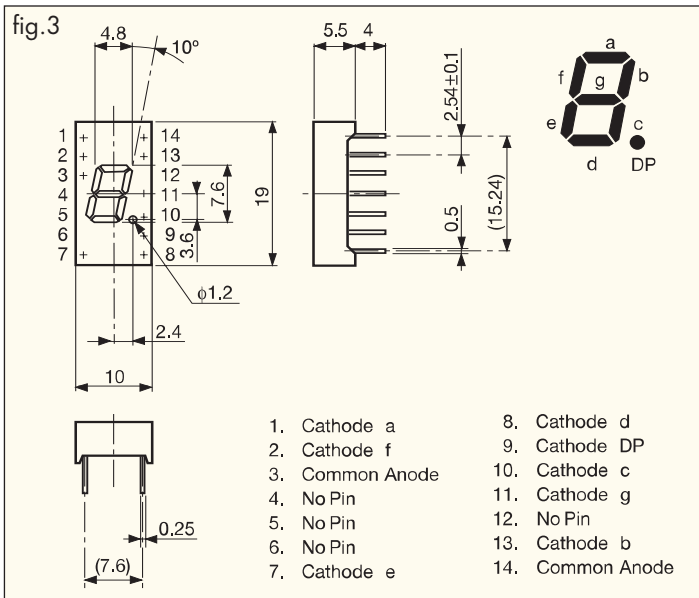 fig.3
4.8
10°
5.5
4
2.54±0.1
a
f
g
b
e
c
d
DP
1
14
2
13
3
12
4
11
5
10
6
9
7
8
7.6
3.6
19
0.5
(15.24)
φ1.2
2.4
10
0.25
(7.6)
1. Cathode a
2. Cathode f
3. Common Anode
4. No Pin
5. No Pin
6. No Pin
7. Cathode e
8. Cathode d
9. Cathode DP
10. Cathode c
11. Cathode g
12. No Pin
13. Cathode b
14. Common Anode